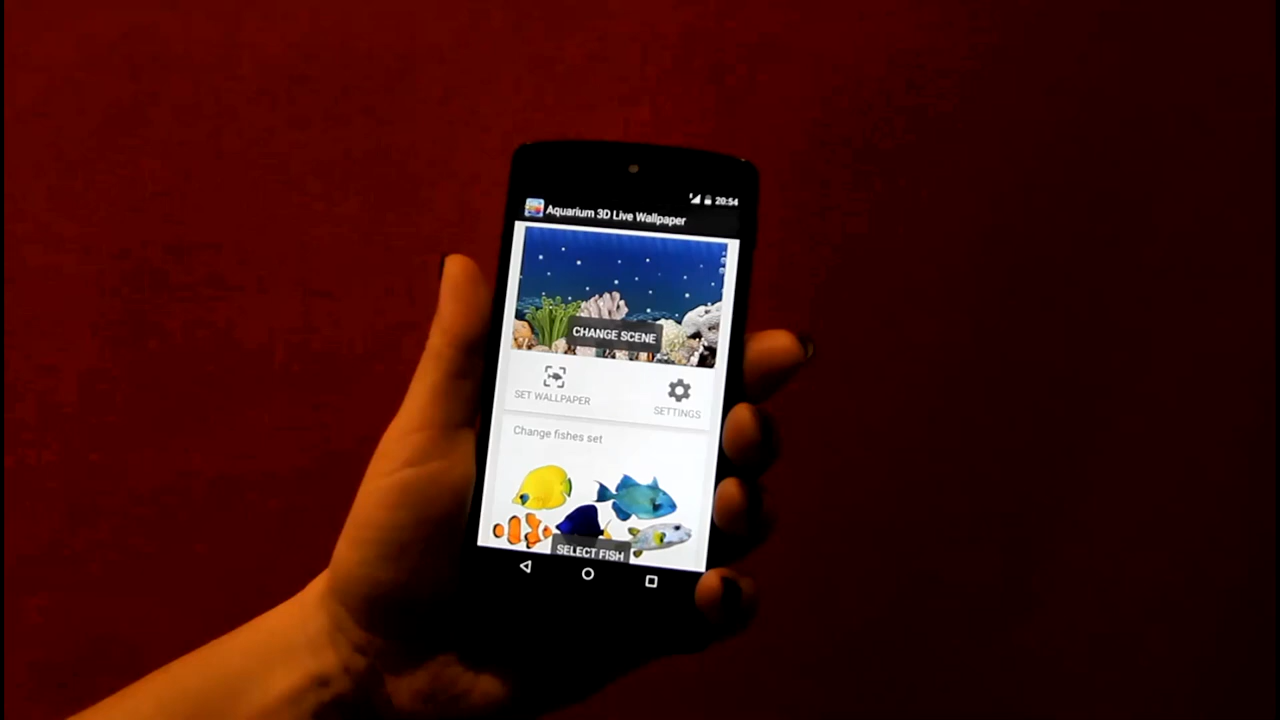 20:54
Aquarium 3D Live Wallpaper
CHANGE SCENE
SET WALLPAPER
SETTINGS
Change fishes set
SELECT FISH